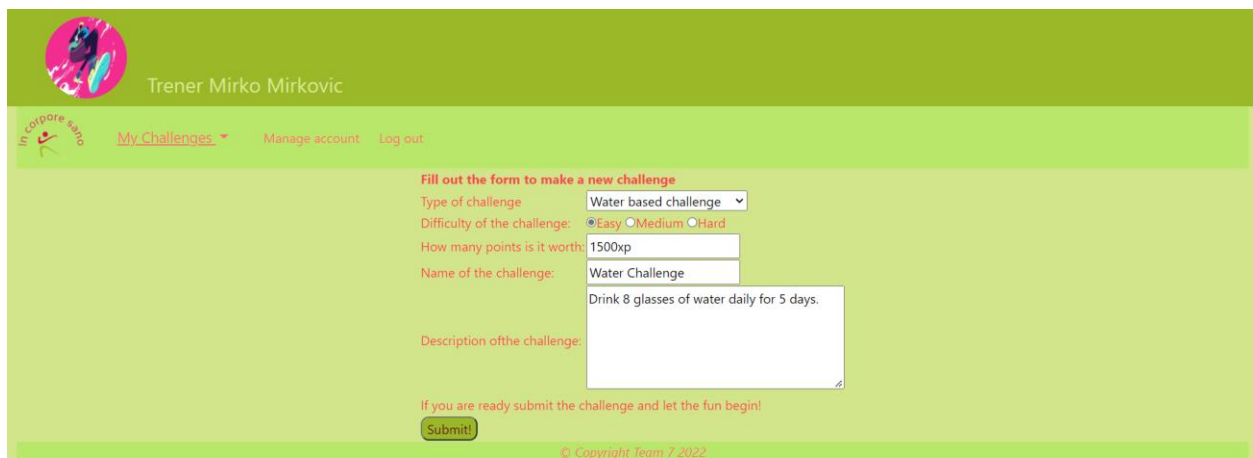 Trener Mirko Mirkovic
In corpore sano
My Challenges Manage account Log out
Fill out the form to make a new challenge
Type of challenge Water based challenge
Difficulty of the challenge: Easy Medium Hard
How many points is it worth: 1500xp
Name of the challenge: Water Challenge
Description ofthe challenge: Drink 8 glasses of water daily for 5 days.
If you are ready submit the challenge and let the fun begin!
Submit!
© Copyright Team 7 2022